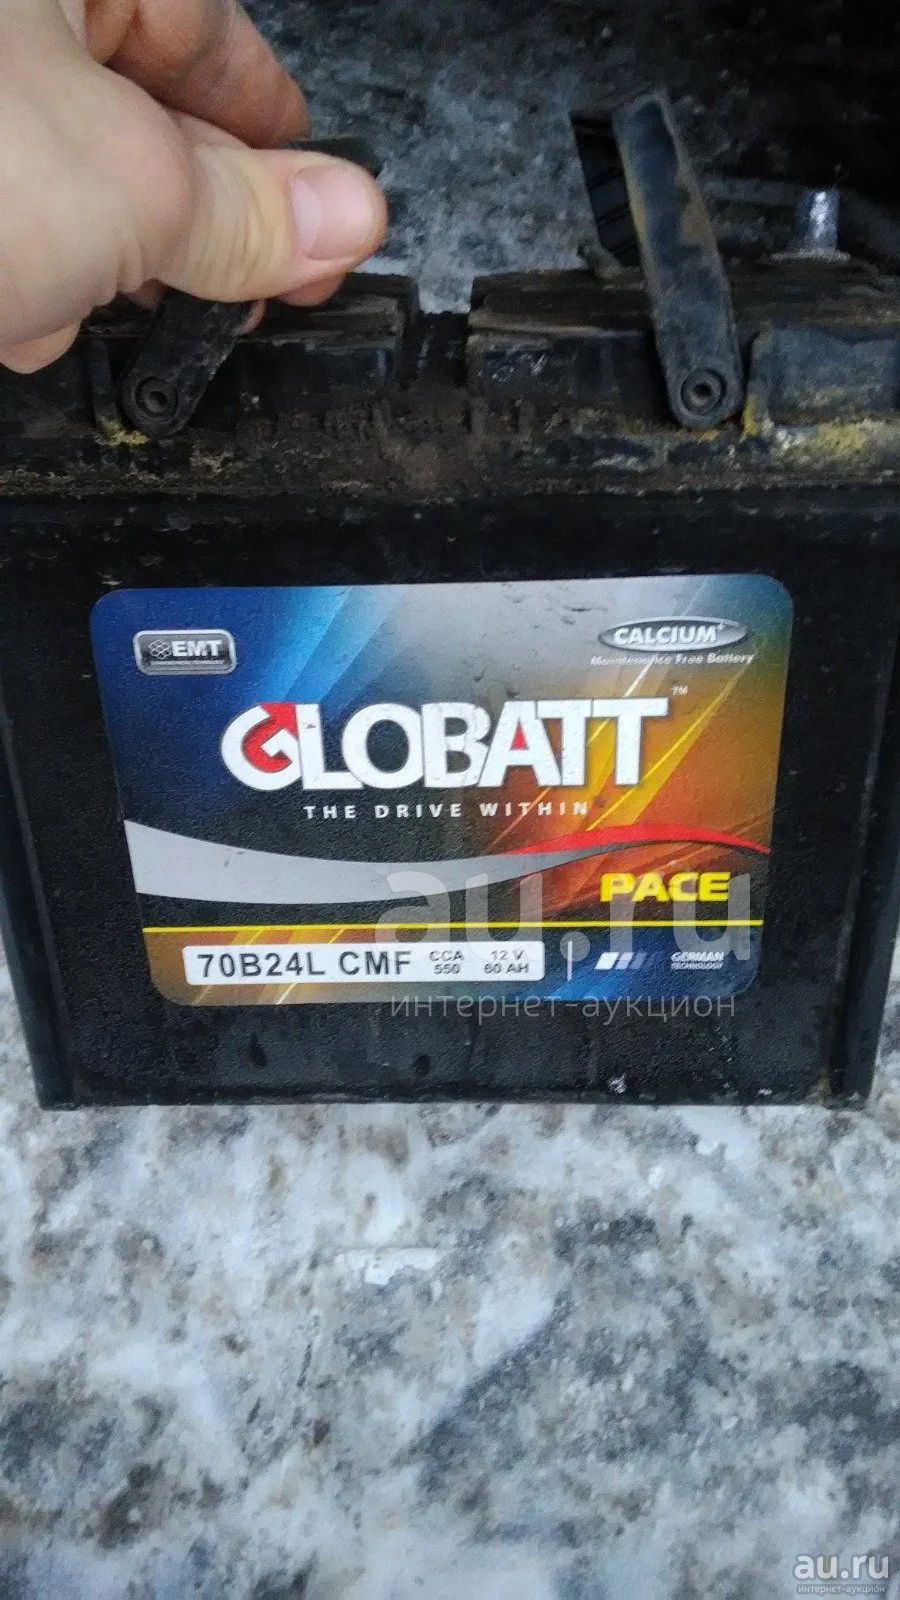 EMT
CALCIUM+
Maintenance Free Battery
GLOBATT™
THE DRIVE WITHIN
PACE
au.ru
70B24L CMF CCA 550 12 V 60 AH
GERMAN
TECHNOLOGY
интернет-аукцион
au.ru
интернет-аукцион